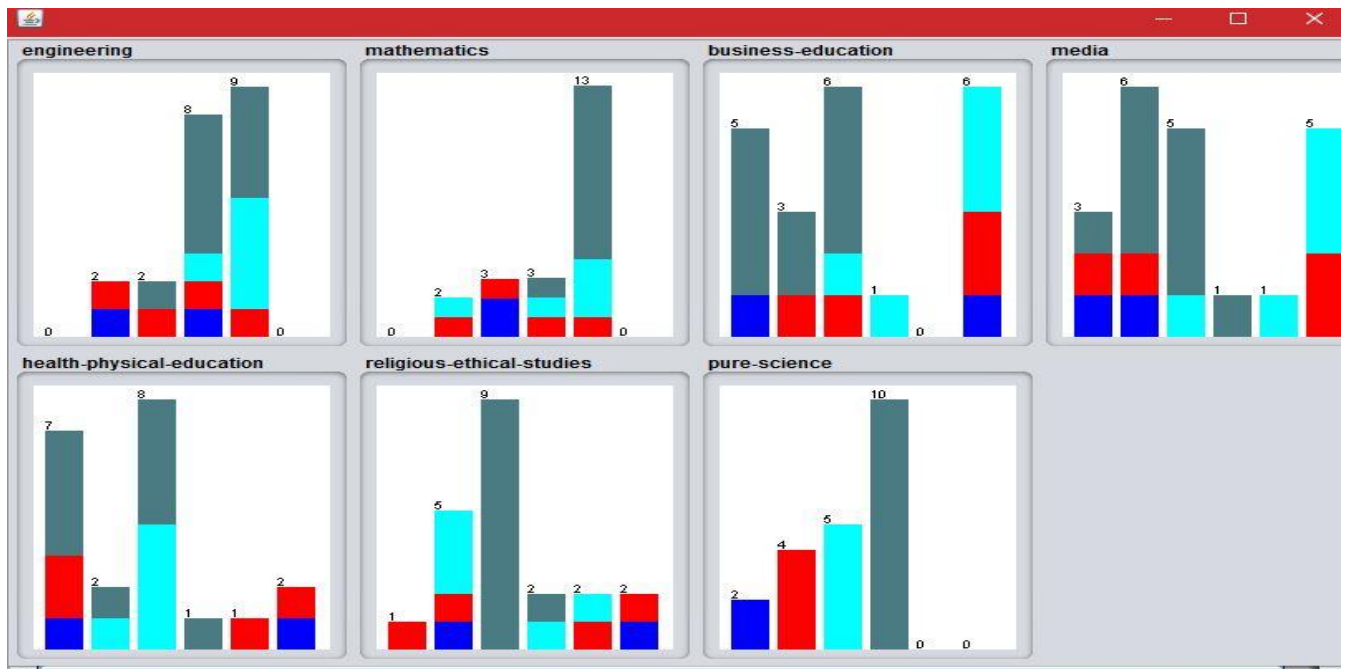 engineering
mathematics
business-education
media
0 2 2 8 9 0
0 2 3 3 13 0
5 3 6 1 0 6
3 6 5 1 1 5
health-physical-education
religious-ethical-studies
pure-science
7 2 8 1 1 2
1 5 9 2 2 2
2 4 5 10 0 0